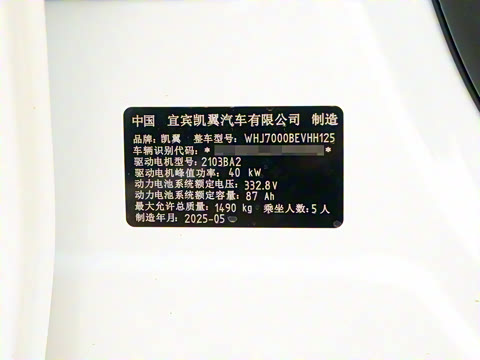 中国 宜宾凯翼汽车有限公司 制造
品牌：凯翼 整车型号：WHJ7000BEVHH125
车辆识别代码：* *
驱动电机型号：2103BA2
驱动电机峰值功率：40 kW
动力电池系统额定电压：332.8V
动力电池系统额定容量：87 Ah
最大允许总质量：1490 kg 乘坐人数：5人
制造年月：2025-05